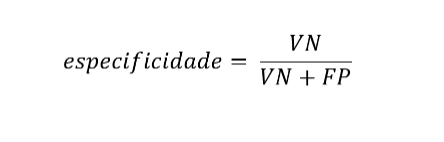 especificidade = VN / VN + FP